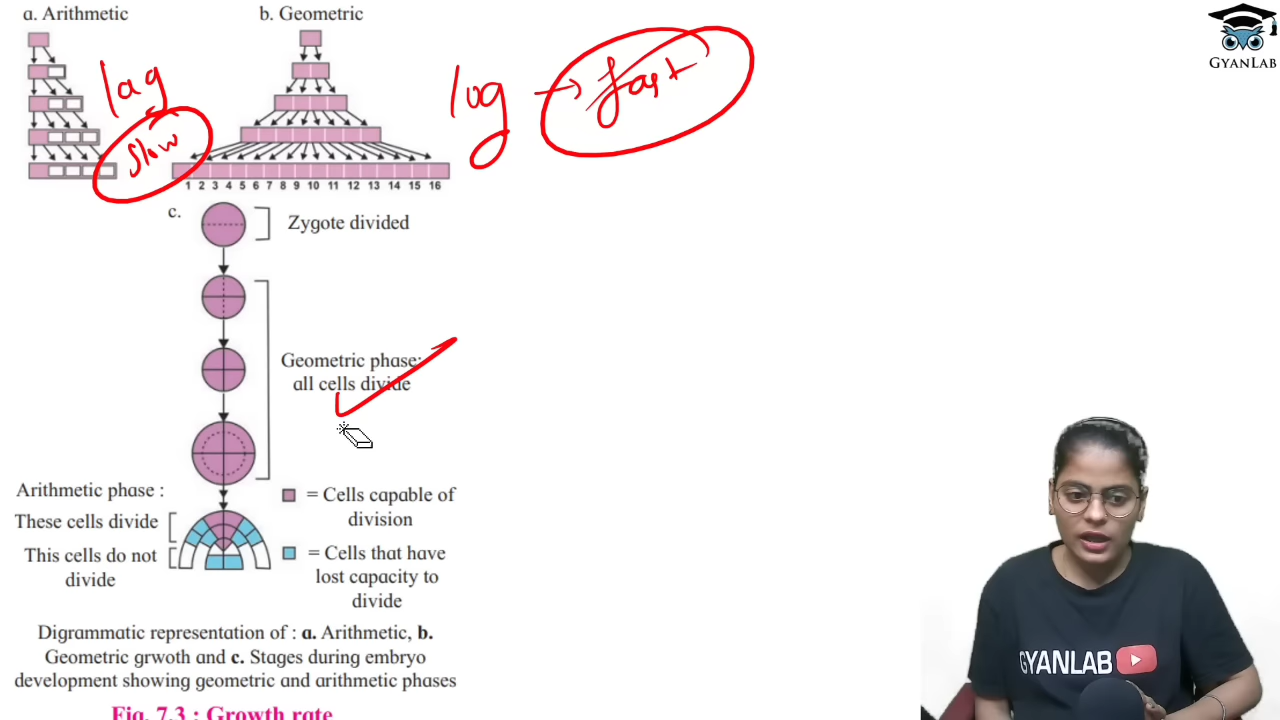 a. Arithmetic
b. Geometric
GYANLAB
lag
slow
log → fast
1 2 3 4 5 6 7 8 9 10 11 12 13 14 15 16
c.
Zygote divided
Geometric phase:
all cells divide
Arithmetic phase :
These cells divide
This cells do not
divide
= Cells capable of
division
= Cells that have
lost capacity to
divide
Digrammatic representation of : a. Arithmetic, b.
Geometric grwoth and c. Stages during embryo
development showing geometric and arithmetic phases
Fig. 7.3 : Growth rate
GYANLAB